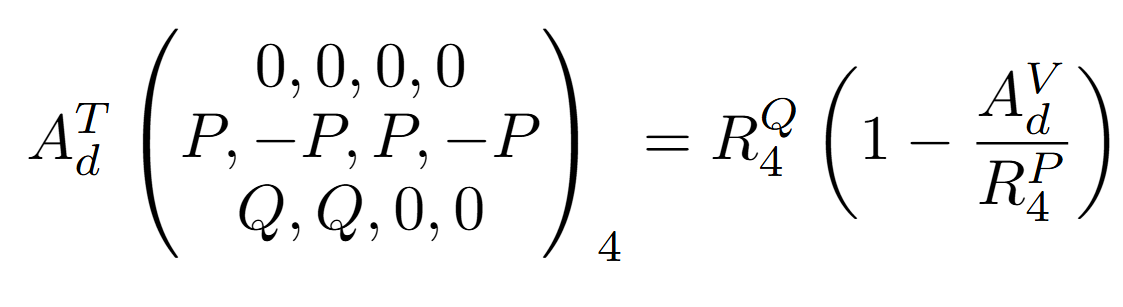 A_d^T \begin{pmatrix} 0, 0, 0, 0 \\ P, -P, P, -P \\ Q, Q, 0, 0 \end{pmatrix}_4 = R_4^Q \left( 1 - \frac{A_d^V}{R_4^P} \right)